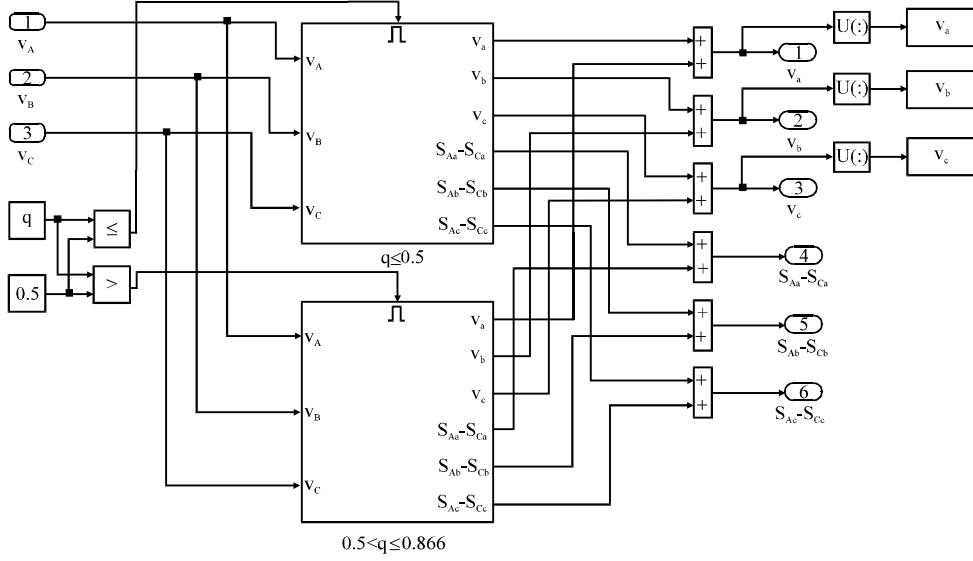 1
v_A
2
v_B
3
v_C
q
≤
0.5
>
v_A
v_B
v_C
v_a
v_b
v_c
S_Aa-S_Ca
S_Ab-S_Cb
S_Ac-S_Cc
q≤0.5
v_A
v_B
v_C
v_a
v_b
v_c
S_Aa-S_Ca
S_Ab-S_Cb
S_Ac-S_Cc
0.5<q≤0.866
+
+
+
+
+
+
+
+
+
+
+
+
1
v_a
2
v_b
3
v_c
4
S_Aa-S_Ca
5
S_Ab-S_Cb
6
S_Ac-S_Cc
U(:)
v_a
U(:)
v_b
U(:)
v_c